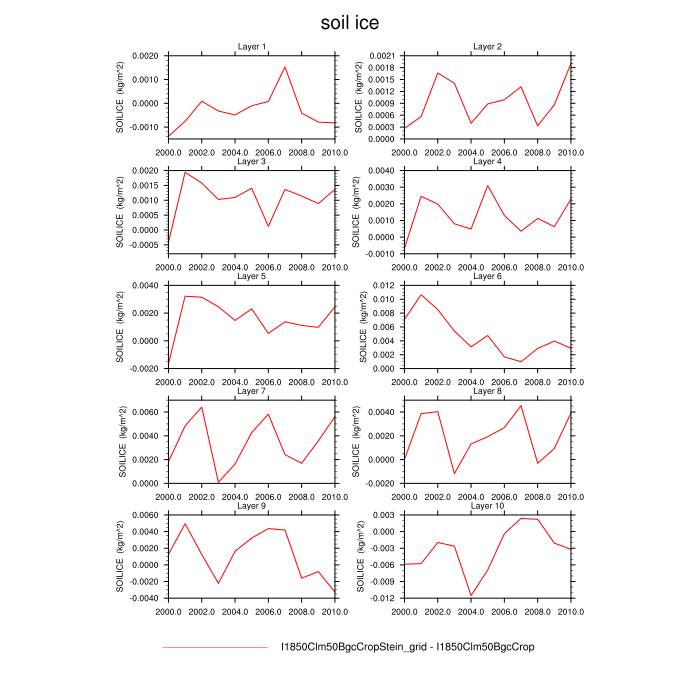 soil ice
Layer 1
SOILICE (kg/m^2)
0.0020
0.0010
0.0000
-0.0010
2000.0 2002.0 2004.0 2006.0 2008.0 2010.0
Layer 2
SOILICE (kg/m^2)
0.0021
0.0018
0.0015
0.0012
0.0009
0.0006
0.0003
0.0000
2000.0 2002.0 2004.0 2006.0 2008.0 2010.0
Layer 3
SOILICE (kg/m^2)
0.0020
0.0015
0.0010
0.0005
0.0000
-0.0005
2000.0 2002.0 2004.0 2006.0 2008.0 2010.0
Layer 4
SOILICE (kg/m^2)
0.0040
0.0030
0.0020
0.0010
0.0000
-0.0010
2000.0 2002.0 2004.0 2006.0 2008.0 2010.0
Layer 5
SOILICE (kg/m^2)
0.0040
0.0020
0.0000
-0.0020
2000.0 2002.0 2004.0 2006.0 2008.0 2010.0
Layer 6
SOILICE (kg/m^2)
0.012
0.010
0.008
0.006
0.004
0.002
0.000
2000.0 2002.0 2004.0 2006.0 2008.0 2010.0
Layer 7
SOILICE (kg/m^2)
0.0060
0.0040
0.0020
0.0000
2000.0 2002.0 2004.0 2006.0 2008.0 2010.0
Layer 8
SOILICE (kg/m^2)
0.0040
0.0020
0.0000
-0.0020
2000.0 2002.0 2004.0 2006.0 2008.0 2010.0
Layer 9
SOILICE (kg/m^2)
0.0060
0.0040
0.0020
0.0000
-0.0020
-0.0040
2000.0 2002.0 2004.0 2006.0 2008.0 2010.0
Layer 10
SOILICE (kg/m^2)
0.003
0.000
-0.003
-0.006
-0.009
-0.012
2000.0 2002.0 2004.0 2006.0 2008.0 2010.0
I1850Clm50BgcCropStein_grid - I1850Clm50BgcCrop